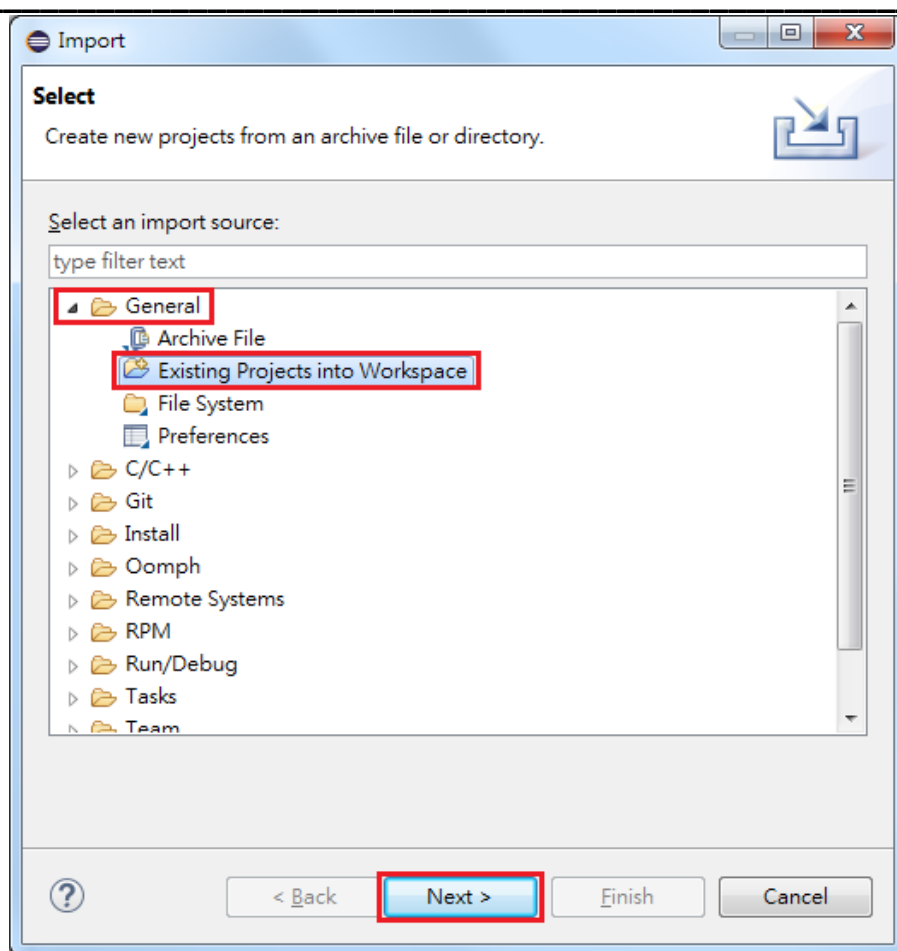 Import
Select
Create new projects from an archive file or directory.
Select an import source:
type filter text
General
Archive File
Existing Projects into Workspace
File System
Preferences
C/C++
Git
Install
Oomph
Remote Systems
RPM
Run/Debug
Tasks
Team
?
< Back Next > Finish Cancel